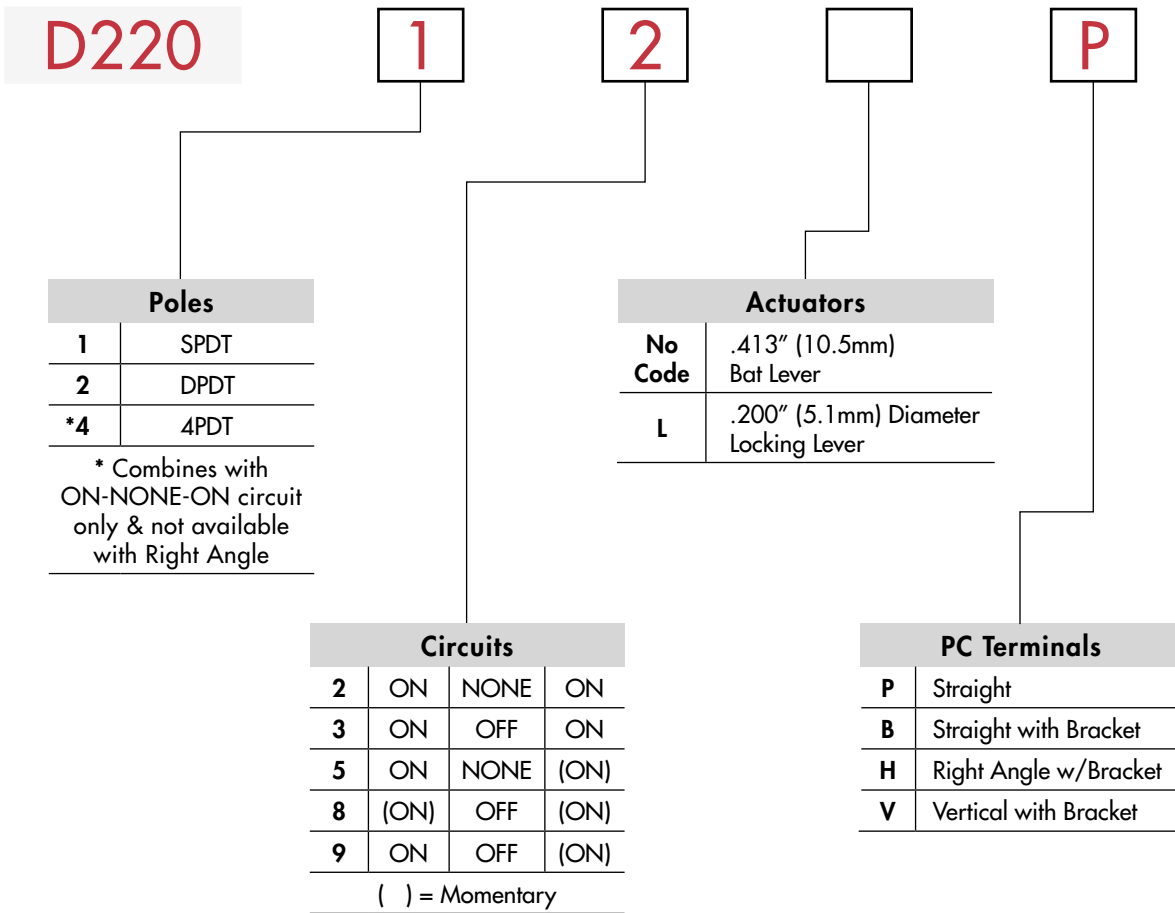 D220 1 2 P
Poles
1 SPDT
2 DPDT
*4 4PDT
* Combines with
ON-NONE-ON circuit
only & not available
with Right Angle
Actuators
No
Code
.413” (10.5mm)
Bat Lever
L
.200” (5.1mm) Diameter
Locking Lever
Circuits
2 ON NONE ON
3 ON OFF ON
5 ON NONE (ON)
8 (ON) OFF (ON)
9 ON OFF (ON)
( ) = Momentary
PC Terminals
P Straight
B Straight with Bracket
H Right Angle w/Bracket
V Vertical with Bracket